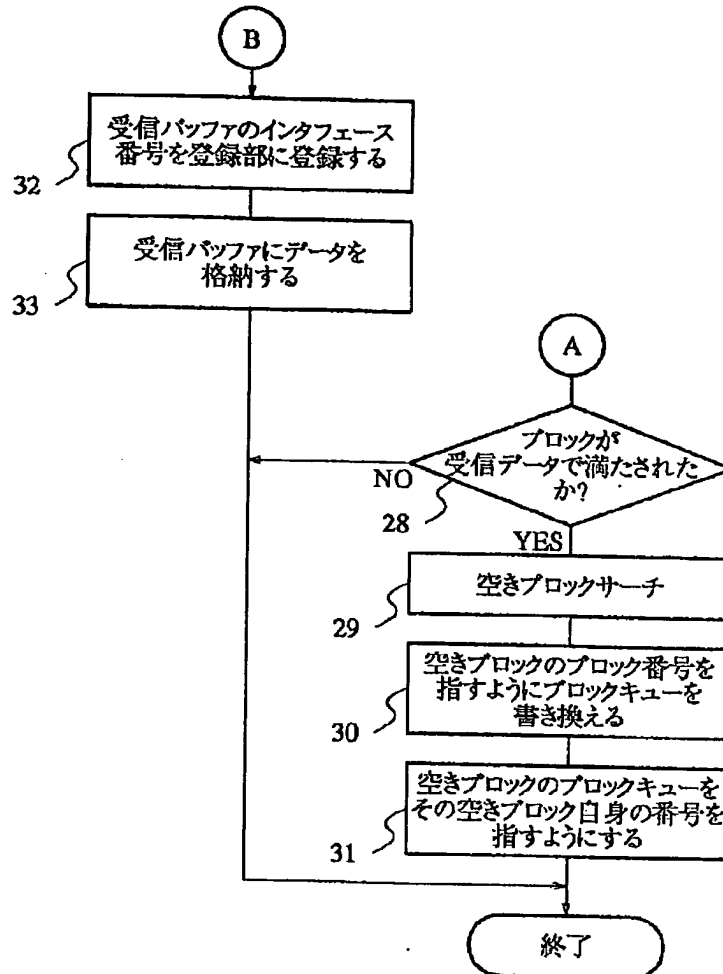 B
受信バッファのインタフェース
番号を登録部に登録する
32
受信バッファにデータを
格納する
33
A
ブロックが
受信データで満たされた
か?
NO
28
YES
空きブロックサーチ
29
空きブロックのブロック番号を
指すようにブロックキューを
書き換える
30
空きブロックのブロックキューを
その空きブロック自身の番号を
指すようにする
31
終了